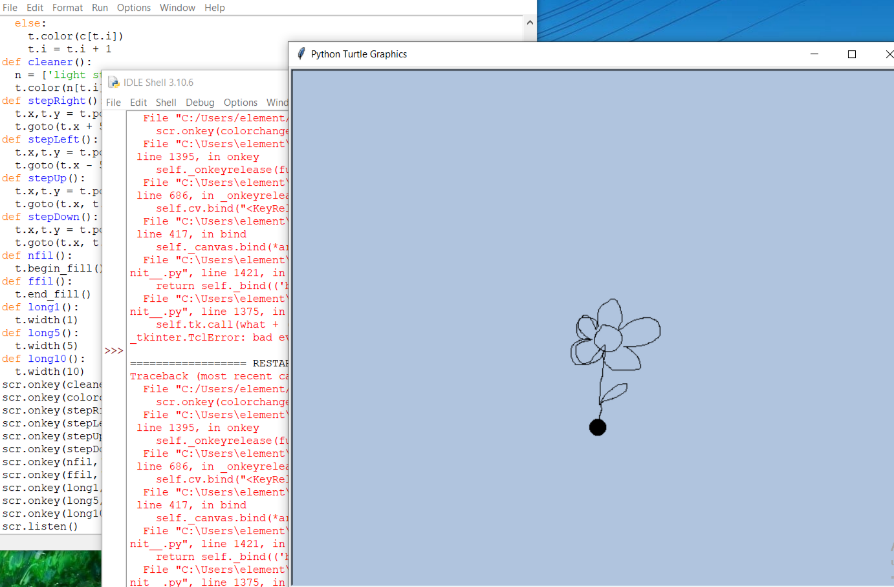 File Edit Format Run Options Window Help
else:
t.color(c[t.i])
t.i = t.i + 1
def cleaner():
n = ['light
t.color(n[t.i
def stepRight()
t.x,t.y =
t.goto(t.x +
def stepLeft():
t.x,t.y =
t.goto(t.x -
def stepUp():
t.x,t.y =
t.goto(t.x,
def stepDown():
t.x,t.y =
t.goto(t.x,
def nfil():
t.begin_fill()
def ffil():
t.end_fill()
def long1():
t.width(1)
def long5():
t.width(5)
def long10():
t.width(10)
scr.onkey(cleane
scr.onkey(colorc
scr.onkey(stepRi
scr.onkey(stepLe
scr.onkey(stepUp
scr.onkey(stepDo
scr.onkey(nfil,
scr.onkey(ffil,
scr.onkey(long1,
scr.onkey(long5,
scr.onkey(long10
scr.listen()
IDLE Shell 3.10.6
File Edit Shell Debug Options Wind
File "C:/Users/element/
scr.onkey(colorchange
File "C:\Users\element\
line 1395, in onkey
self._onkeyrelease(fu
File "C:\Users\element\
line 686, in _onkeyrelea
self.cv.bind("<KeyRel
File "C:\Users\element\
line 417, in bind
self._canvas.bind(*ar
File "C:\Users\element\
nit__.py", line 1421, in
return self._bind(('b
File "C:\Users\element\
nit__.py", line 1375, in
self.tk.call(what +
_tkinter.TclError: bad ev
>>>
=================== RESTAR
Traceback (most recent ca
File "C:/Users/element/
scr.onkey(colorchange
File "C:\Users\element\
line 1395, in onkey
self._onkeyrelease(fu
File "C:\Users\element\
line 686, in _onkeyrelea
self.cv.bind("<KeyRel
File "C:\Users\element\
line 417, in bind
self._canvas.bind(*ar
File "C:\Users\element\
nit__.py", line 1421, in
return self._bind(('b
File "C:\Users\element\
nit__.py", line 1375, in
Python Turtle Graphics